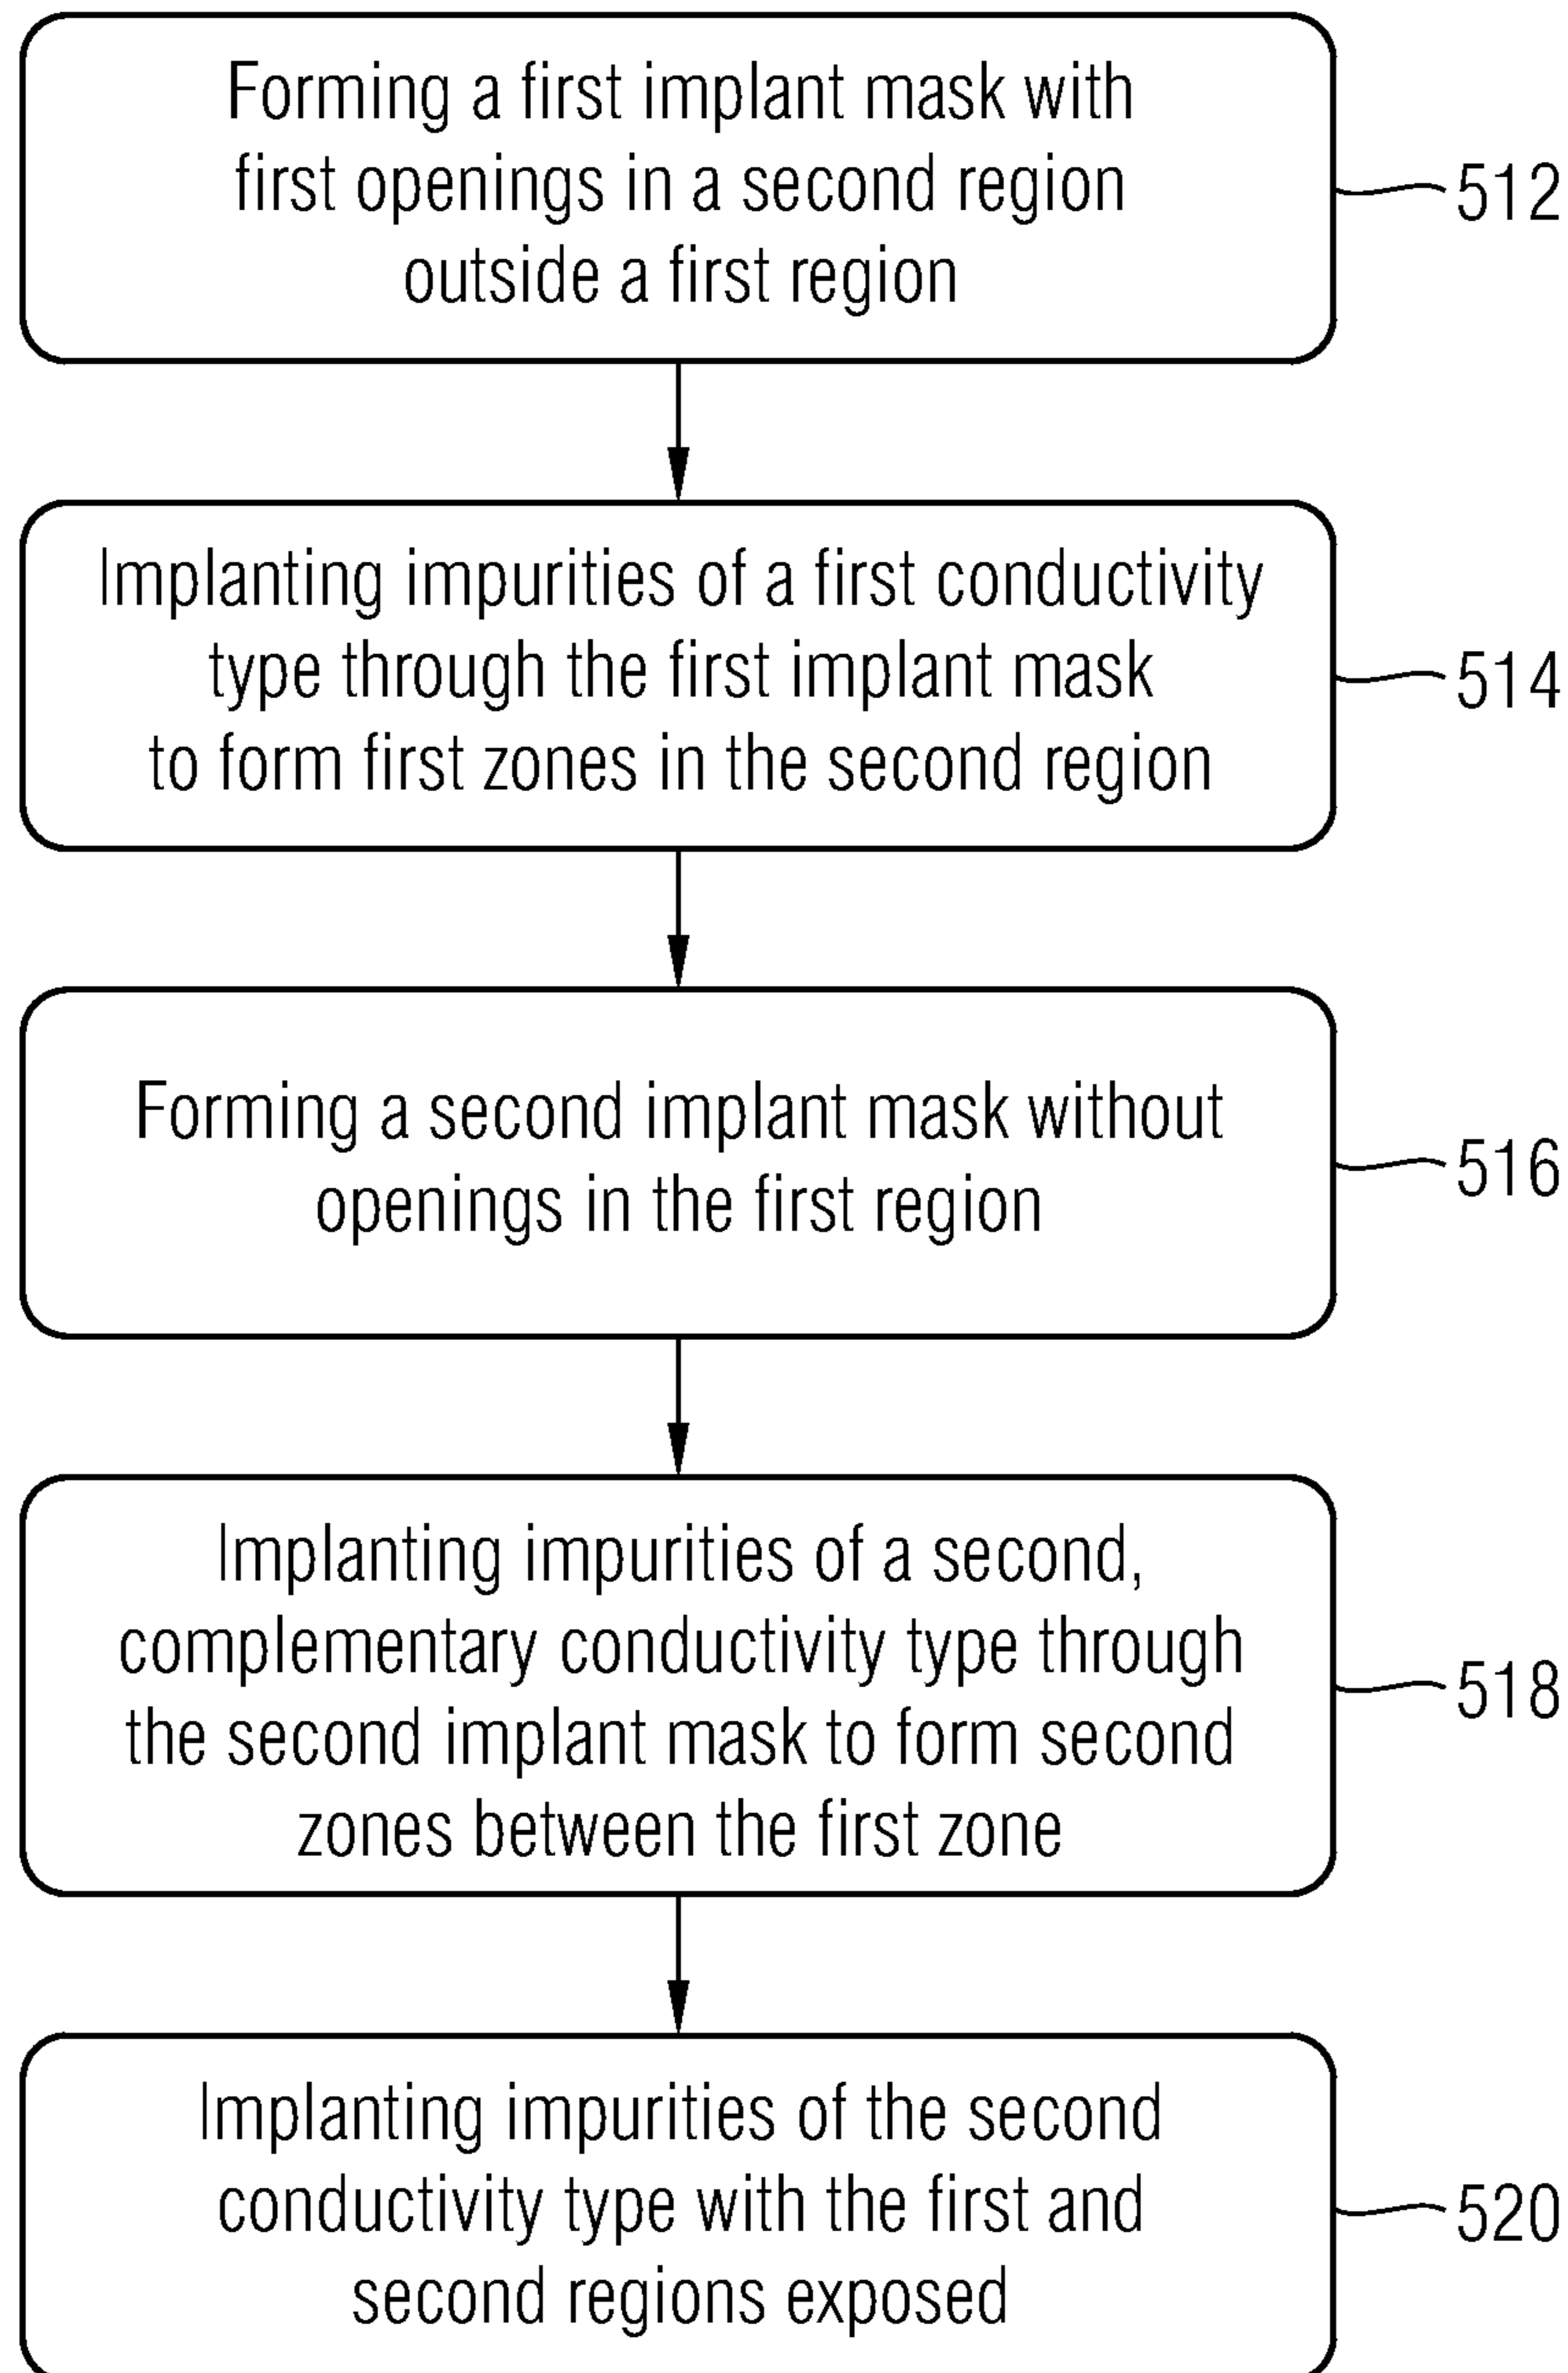 Forming a first implant mask with
first openings in a second region
outside a first region
512
Implanting impurities of a first conductivity
type through the first implant mask
to form first zones in the second region
514
Forming a second implant mask without
openings in the first region
516
Implanting impurities of a second,
complementary conductivity type through
the second implant mask to form second
zones between the first zone
518
Implanting impurities of the second
conductivity type with the first and
second regions exposed
520